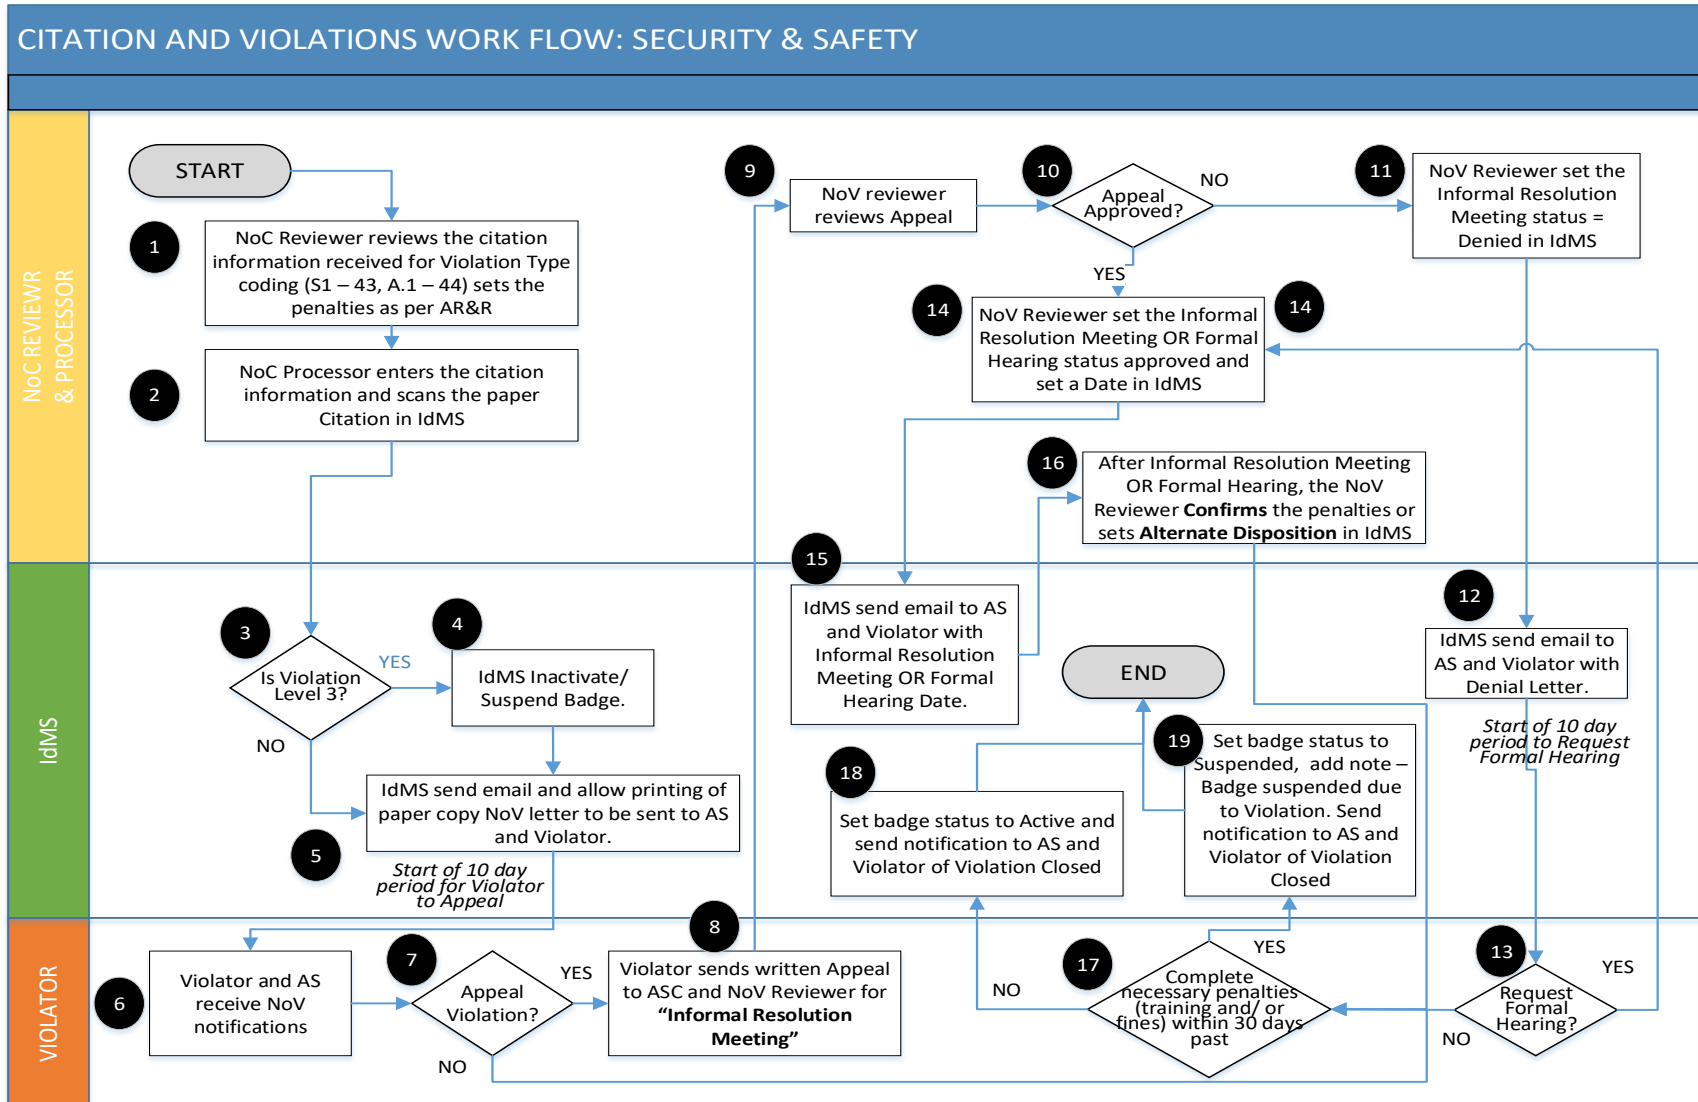 CITATION AND VIOLATIONS WORK FLOW: SECURITY & SAFETY
NoC REVIEWR
& PROCESSOR
START
1
NoC Reviewer reviews the citation
information received for Violation Type
coding (S1 – 43, A.1 – 44) sets the
penalties as per AR&R
2
NoC Processor enters the citation
information and scans the paper
Citation in IdMS
9
NoV reviewer
reviews Appeal
10
Appeal
Approved?
NO
YES
11
NoV Reviewer set the
Informal Resolution
Meeting status =
Denied in IdMS
14
NoV Reviewer set the Informal
Resolution Meeting OR Formal
Hearing status approved and
set a Date in IdMS
14
16
After Informal Resolution Meeting
OR Formal Hearing, the NoV
Reviewer Confirms the penalties or
sets Alternate Disposition in IdMS
IdMS
3
Is Violation
Level 3?
YES
NO
4
IdMS Inactivate/
Suspend Badge.
5
IdMS send email and allow printing of
paper copy NoV letter to be sent to AS
and Violator.
Start of 10 day
period for Violator
to Appeal
15
IdMS send email to AS
and Violator with
Informal Resolution
Meeting OR Formal
Hearing Date.
END
12
IdMS send email to
AS and Violator with
Denial Letter.
Start of 10 day
period to Request
Formal Hearing
18
Set badge status to Active and
send notification to AS and
Violator of Violation Closed
19
Set badge status to
Suspended, add note –
Badge suspended due
to Violation. Send
notification to AS and
Violator of Violation
Closed
VIOLATOR
6
Violator and AS
receive NoV
notifications
7
Appeal
Violation?
YES
NO
8
Violator sends written Appeal
to ASC and NoV Reviewer for
“Informal Resolution
Meeting”
17
Complete
necessary penalties
(training and/ or
fines) within 30 days
past
NO
YES
13
Request
Formal
Hearing?
YES
NO